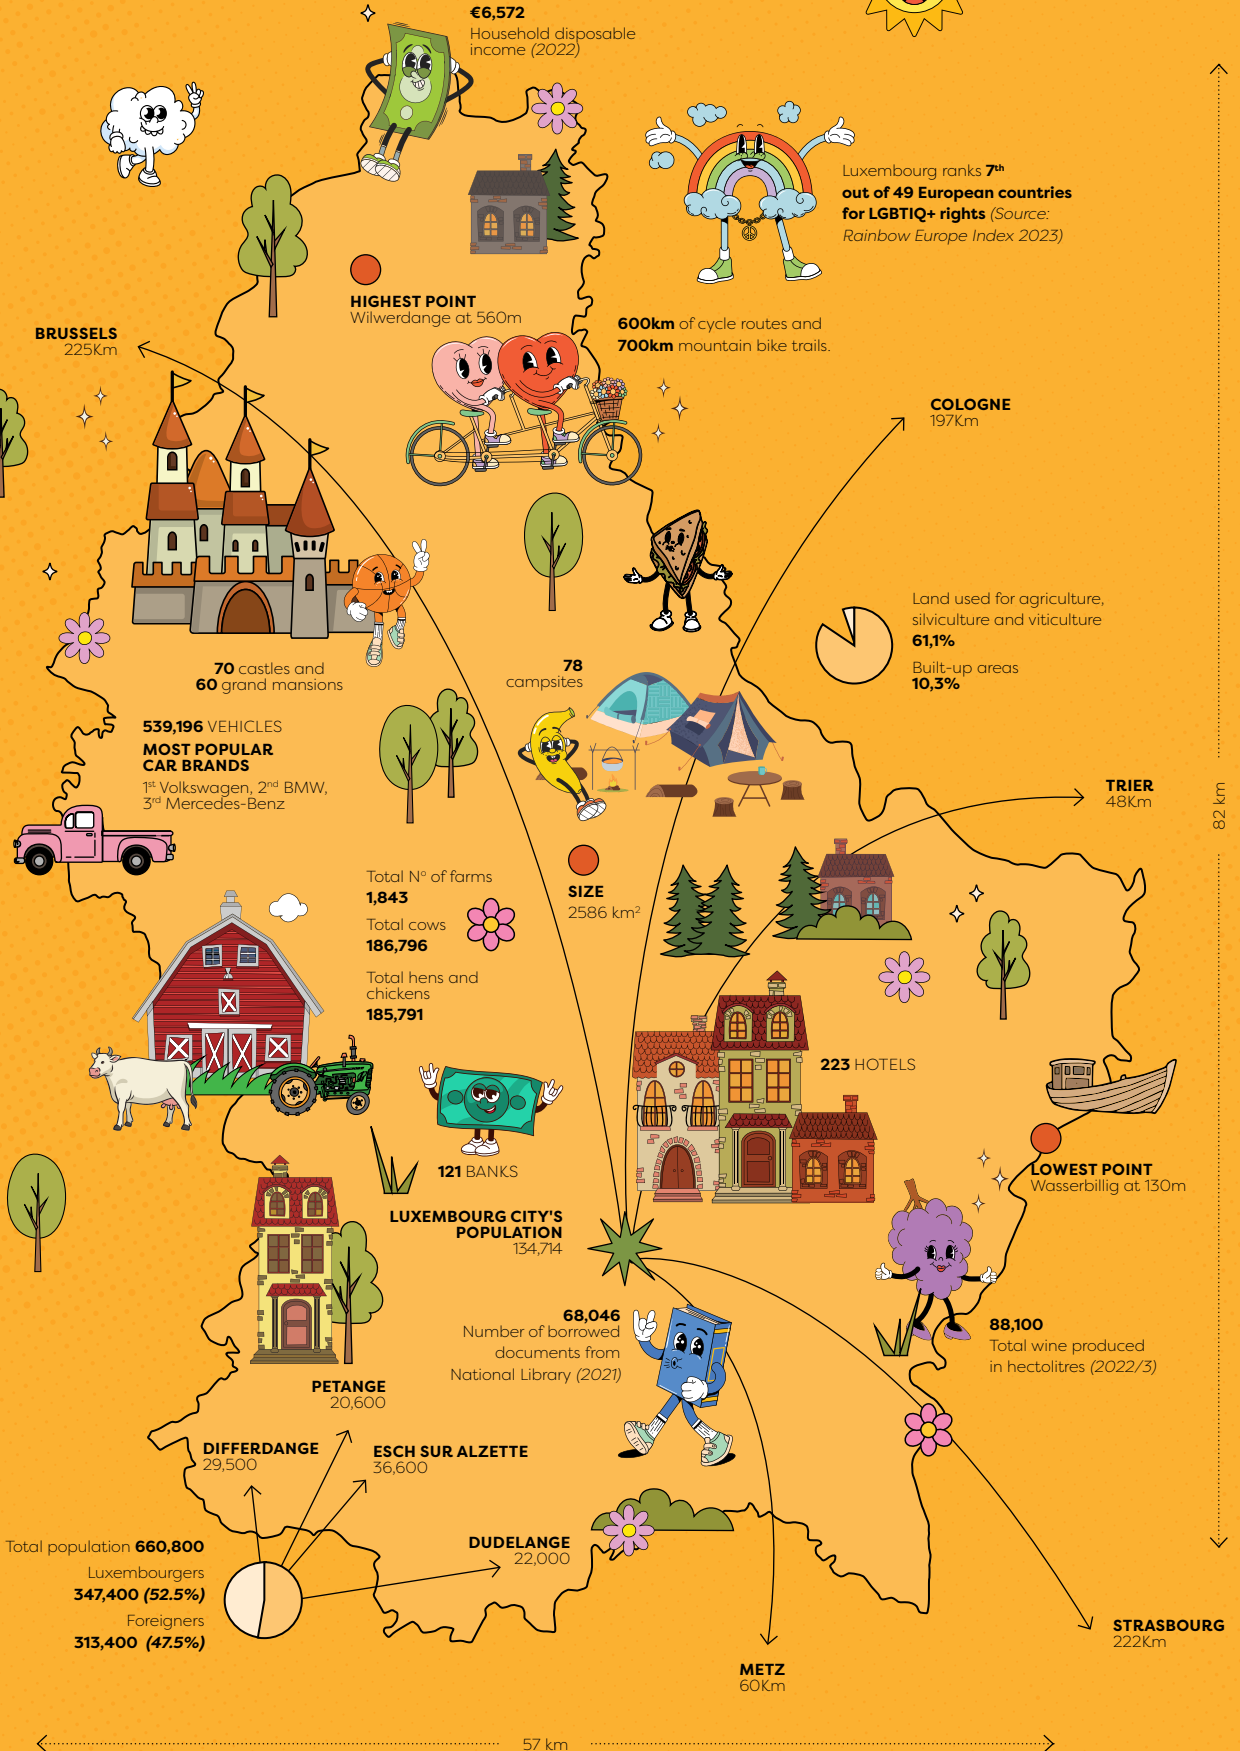 €6,572
Household disposable
income (2022)
Luxembourg ranks 7th
out of 49 European countries
for LGBTIQ+ rights (Source:
Rainbow Europe Index 2023)
HIGHEST POINT
Wilwerdange at 560m
600km of cycle routes and
700km mountain bike trails.
BRUSSELS
225Km
COLOGNE
197Km
Land used for agriculture,
silviculture and viticulture
61,1%
Built-up areas
10,3%
70 castles and
60 grand mansions
78
campsites
539,196 VEHICLES
MOST POPULAR
CAR BRANDS
1st Volkswagen, 2nd BMW,
3rd Mercedes-Benz
TRIER
48Km
82 km
Total N° of farms
1,843
Total cows
186,796
Total hens and
chickens
185,791
SIZE
2586 km²
223 HOTELS
121 BANKS
LOWEST POINT
Wasserbillig at 130m
LUXEMBOURG CITY'S
POPULATION
134,714
68,046
Number of borrowed
documents from
National Library (2021)
88,100
Total wine produced
in hectolitres (2022/3)
PETANGE
20,600
DIFFERDANGE
29,500
ESCH SUR ALZETTE
36,600
DUDELANGE
22,000
Total population 660,800
Luxembourgers
347,400 (52.5%)
Foreigners
313,400 (47.5%)
STRASBOURG
222Km
METZ
60Km
57 km